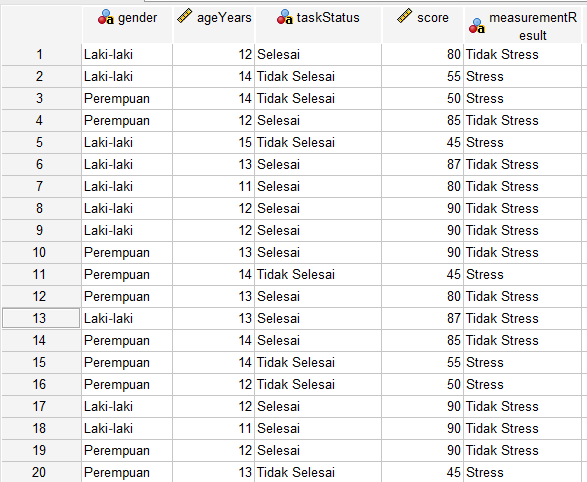 gender ageYears taskStatus score measurementR
esult
1 Laki-laki 12 Selesai 80 Tidak Stress
2 Laki-laki 14 Tidak Selesai 55 Stress
3 Perempuan 14 Tidak Selesai 50 Stress
4 Perempuan 12 Selesai 85 Tidak Stress
5 Laki-laki 15 Tidak Selesai 45 Stress
6 Laki-laki 13 Selesai 87 Tidak Stress
7 Laki-laki 11 Selesai 80 Tidak Stress
8 Laki-laki 12 Selesai 90 Tidak Stress
9 Laki-laki 12 Selesai 90 Tidak Stress
10 Perempuan 13 Selesai 90 Tidak Stress
11 Perempuan 14 Tidak Selesai 45 Stress
12 Perempuan 13 Selesai 80 Tidak Stress
13 Laki-laki 13 Selesai 87 Tidak Stress
14 Perempuan 14 Selesai 85 Tidak Stress
15 Perempuan 14 Tidak Selesai 55 Stress
16 Perempuan 12 Tidak Selesai 50 Stress
17 Laki-laki 12 Selesai 90 Tidak Stress
18 Laki-laki 11 Selesai 90 Tidak Stress
19 Perempuan 12 Selesai 90 Tidak Stress
20 Perempuan 13 Tidak Selesai 45 Stress